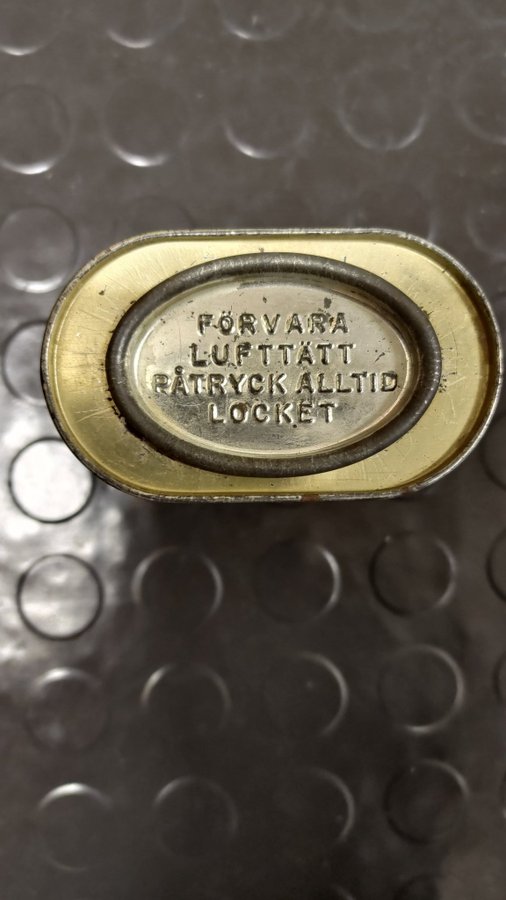 FÖRVARA
LUFTTÄTT
PÅTRYCK ALLTID
LOCKET